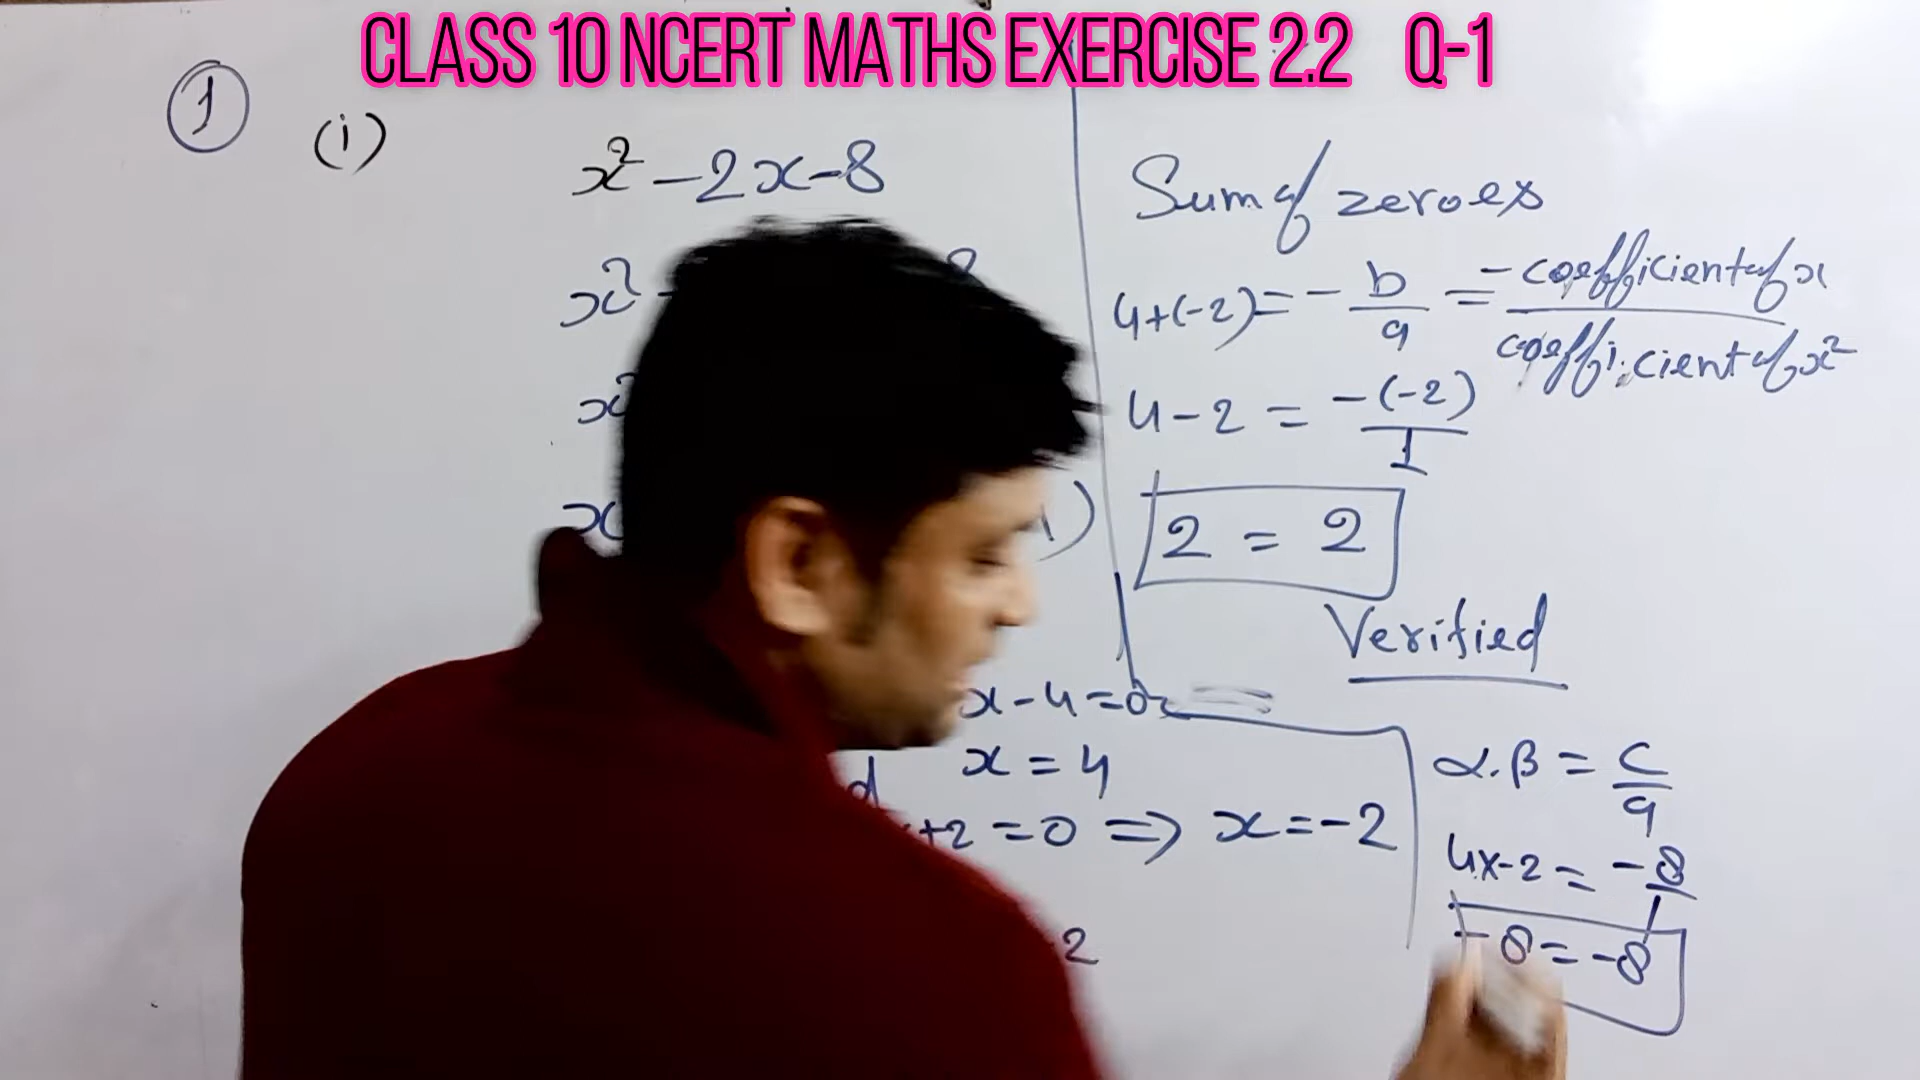 CLASS 10 NCERT MATHS EXERCISE 2.2 Q-1
1
(i)
x² - 2x - 8
x²
x²
x
x - 4 = 0
x = 4
+2 = 0 ⇒ x = -2
2
Sum of zeroes
4+(-2) = - b/a = - coefficient of x / coefficient of x²
4 - 2 = -(-2)/1
2 = 2
Verified
α.β = c/a
4x-2 = -8/1
-8 = -8